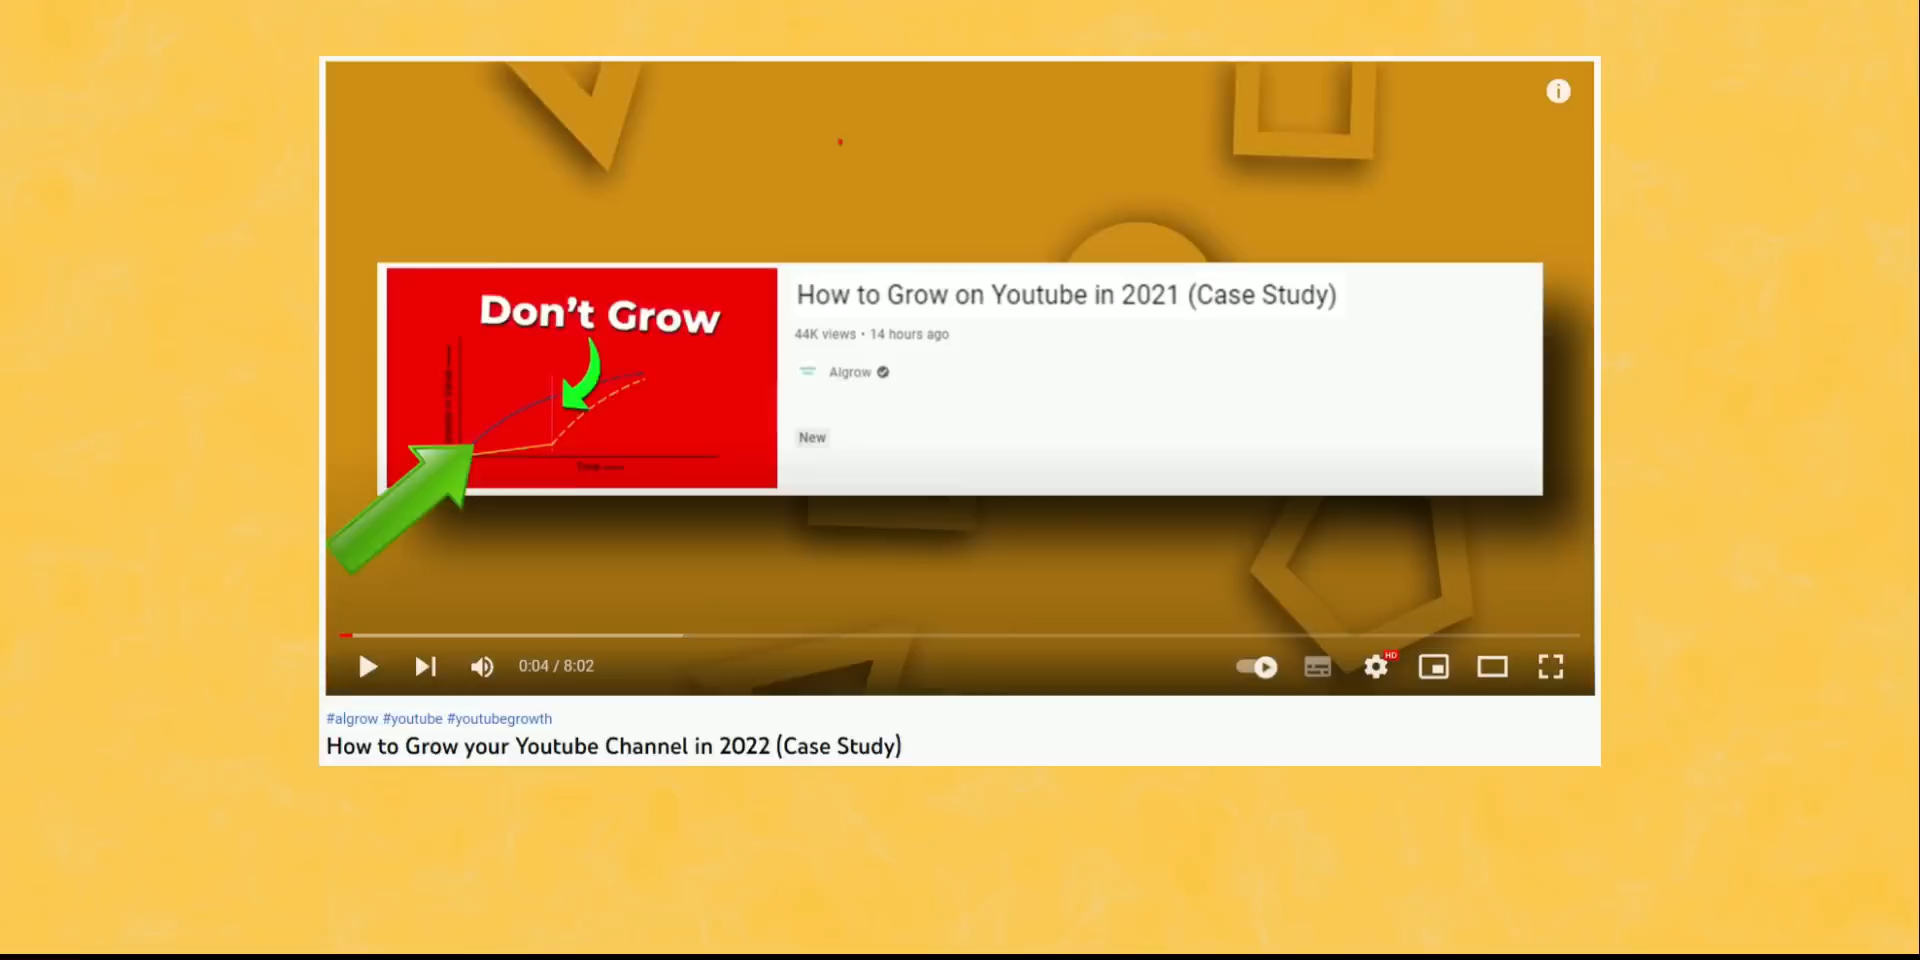 Don't Grow
How to Grow on Youtube in 2021 (Case Study)
44K views • 14 hours ago
Algrow
New
Time
0:04 / 8:02
HD
#algrow #youtube #youtubegrowth
How to Grow your Youtube Channel in 2022 (Case Study)